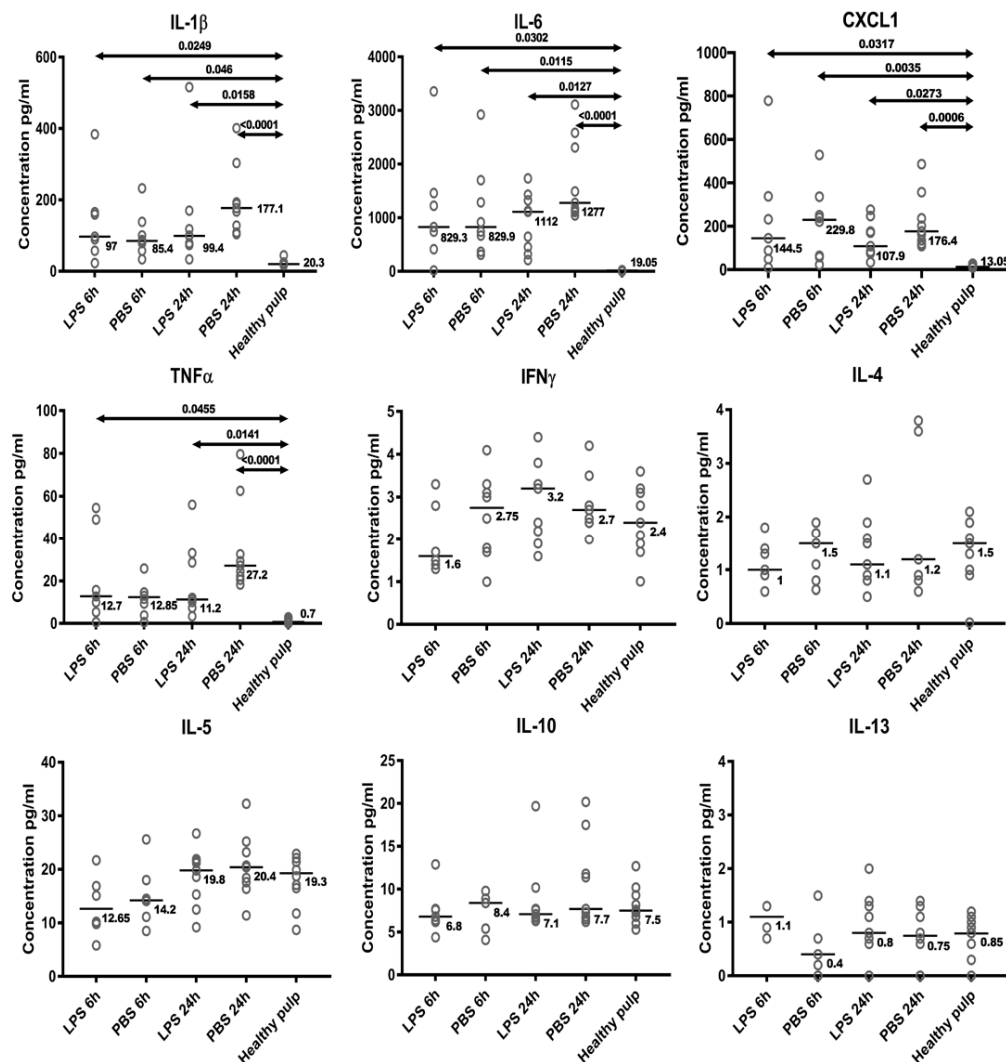 IL-1β
Concentration pg/ml
600
400
200
0
0.0249
0.046
0.0158
<0.0001
97
85.4
99.4
177.1
20.3
LPS 6h
PBS 6h
LPS 24h
PBS 24h
Healthy pulp
IL-6
Concentration pg/ml
4000
3000
2000
1000
0
0.0302
0.0115
0.0127
<0.0001
829.3
829.9
1112
1277
19.05
LPS 6h
PBS 6h
LPS 24h
PBS 24h
Healthy pulp
CXCL1
Concentration pg/ml
1000
800
600
400
200
0
0.0317
0.0035
0.0273
0.0006
144.5
229.8
107.9
176.4
13.05
LPS 6h
PBS 6h
LPS 24h
PBS 24h
Healthy pulp
TNFα
Concentration pg/ml
100
80
60
40
20
0
0.0455
0.0141
<0.0001
12.7
12.85
11.2
27.2
0.7
LPS 6h
PBS 6h
LPS 24h
PBS 24h
Healthy pulp
IFNγ
Concentration pg/ml
5
4
3
2
1
0
1.6
2.75
3.2
2.7
2.4
LPS 6h
PBS 6h
LPS 24h
PBS 24h
Healthy pulp
IL-4
Concentration pg/ml
4
2
1
0
1
1.5
1.1
1.2
1.5
LPS 6h
PBS 6h
LPS 24h
PBS 24h
Healthy pulp
IL-5
Concentration pg/ml
40
30
20
10
0
12.65
14.2
19.8
20.4
19.3
LPS 6h
PBS 6h
LPS 24h
PBS 24h
Healthy pulp
IL-10
Concentration pg/ml
25
20
15
10
5
0
6.8
8.4
7.1
7.7
7.5
LPS 6h
PBS 6h
LPS 24h
PBS 24h
Healthy pulp
IL-13
Concentration pg/ml
4
2
1
0
1.1
0.4
0.8
0.75
0.85
LPS 6h
PBS 6h
LPS 24h
PBS 24h
Healthy pulp